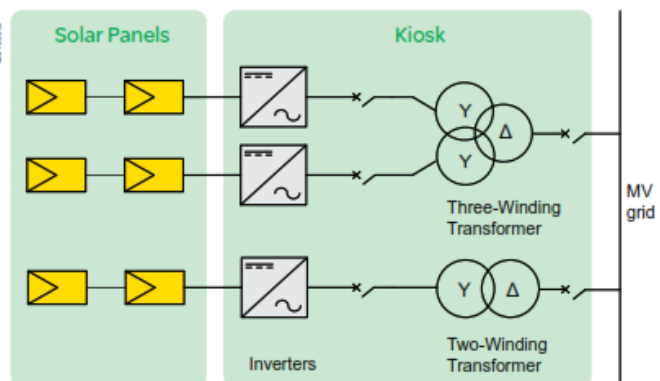 Solar Panels
Kiosk
Y
Δ
Y
Three-Winding
Transformer
MV
grid
Y
Δ
Inverters
Two-Winding
Transformer